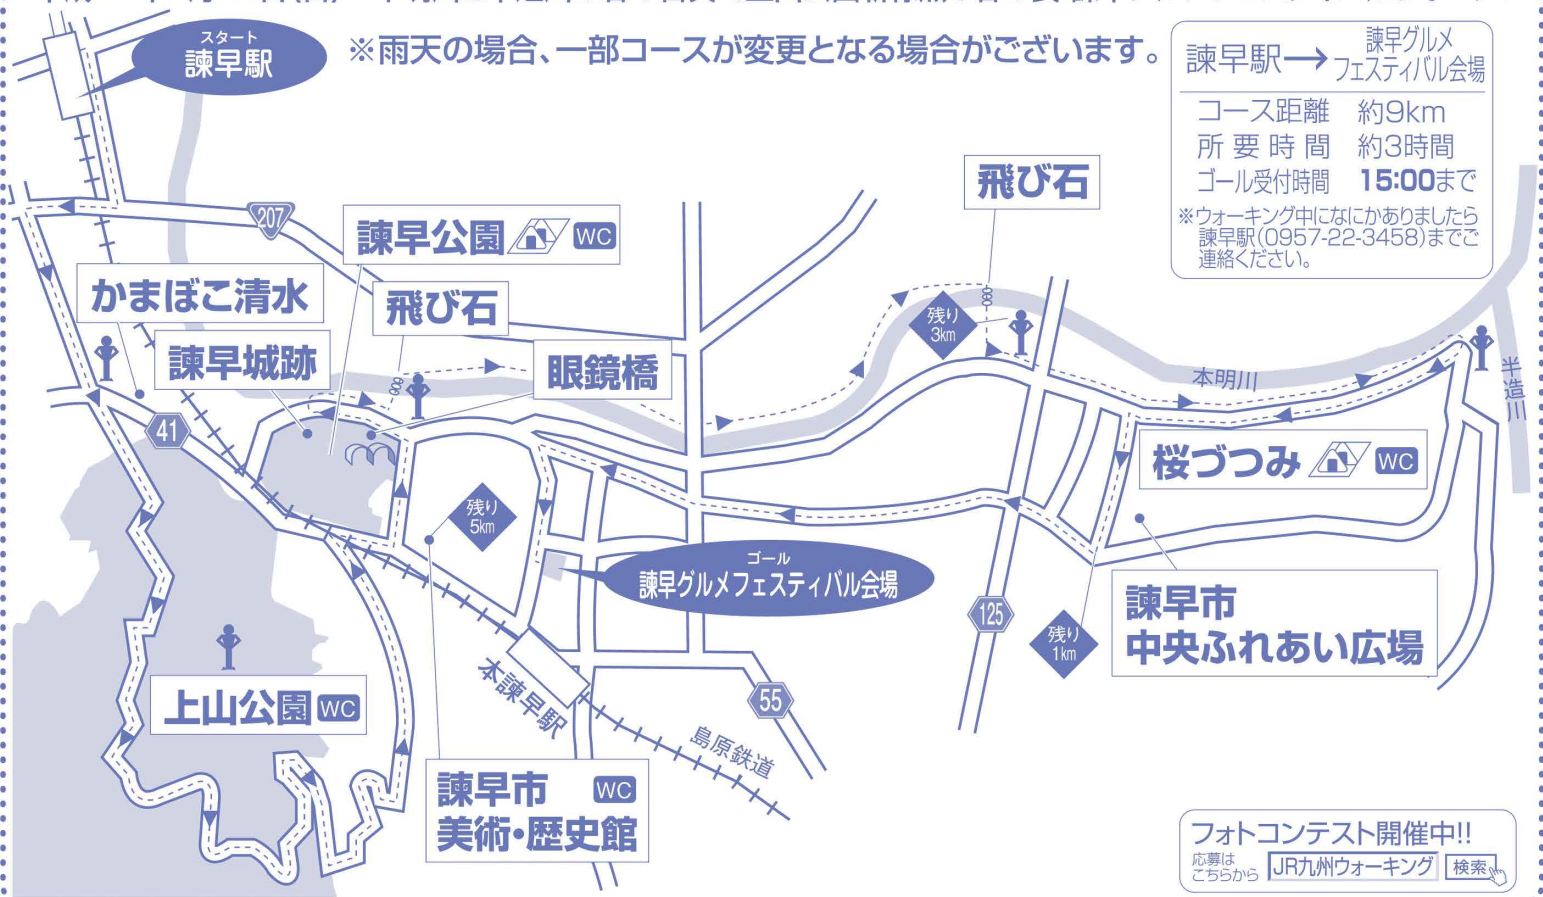 スタート
諫早駅
※雨天の場合、一部コースが変更となる場合がございます。
諫早駅→諫早グルメ
フェスティバル会場
コース距離 約9km
所要時間 約3時間
ゴール受付時間 15:00まで
※ウォーキング中になにかありましたら
諫早駅(0957-22-3458)までご
連絡ください。
飛び石
207
諫早公園 WC
かまぼこ清水
飛び石
残り
3km
諫早城跡
眼鏡橋
本明川
半造川
41
桜づつみ WC
残り
5km
ゴール
諫早グルメフェスティバル会場
125
残り
1km
諫早市
中央ふれあい広場
上山公園 WC
本諫早駅
55
島原鉄道
諫早市 WC
美術・歴史館
フォトコンテスト開催中!!
応募は
こちらから
JR九州ウォーキング
検索